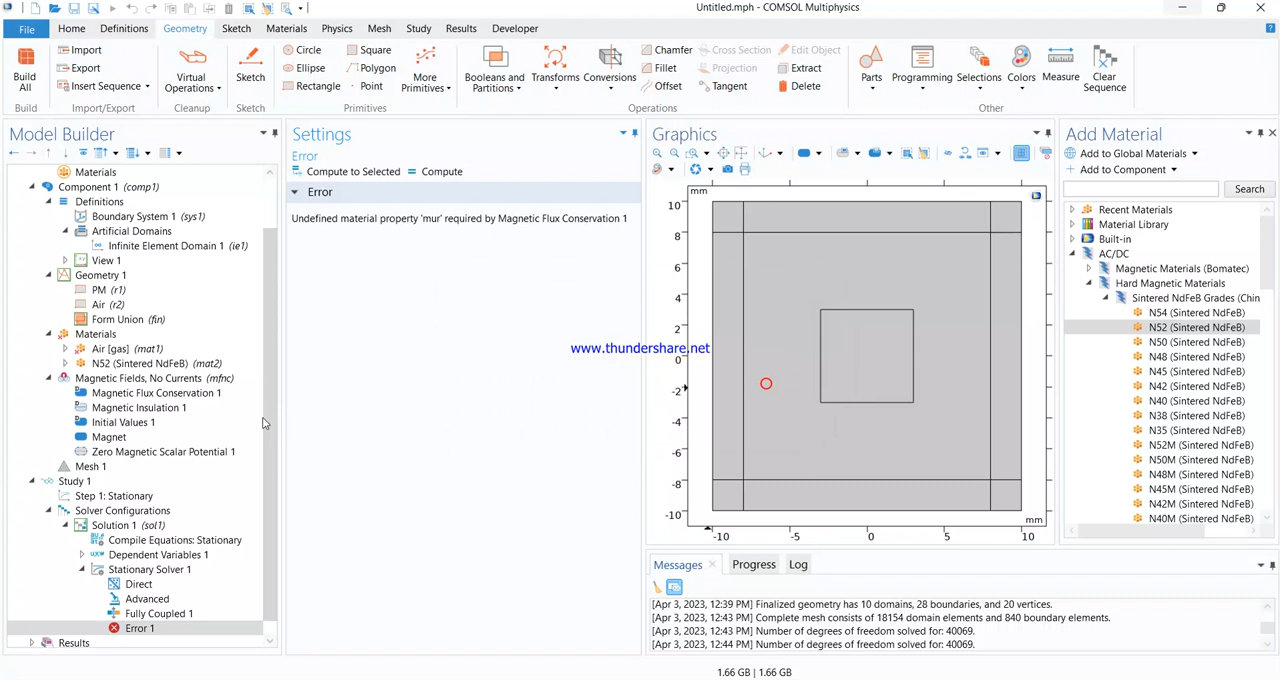 Untitled.mph - COMSOL Multiphysics
File Home Definitions Geometry Sketch Materials Physics Mesh Study Results Developer
Build All
Build
Import
Export
Insert Sequence
Import/Export
Virtual Operations
Cleanup
Sketch
Sketch
Circle Square
Ellipse Polygon
Rectangle Point
More Primitives
Primitives
Booleans and Partitions
Transforms
Conversions
Chamfer Cross Section Edit Object
Fillet Projection Extract
Offset Tangent Delete
Operations
Parts
Programming
Selections
Colors
Measure
Clear Sequence
Other
Model Builder
Materials
Component 1 (comp1)
Definitions
Boundary System 1 (sys1)
Artificial Domains
Infinite Element Domain 1 (ie1)
View 1
Geometry 1
PM (r1)
Air (r2)
Form Union (fin)
Materials
Air [gas] (mat1)
N52 (Sintered NdFeB) (mat2)
Magnetic Fields, No Currents (mfnc)
Magnetic Flux Conservation 1
Magnetic Insulation 1
Initial Values 1
Magnet
Zero Magnetic Scalar Potential 1
Mesh 1
Study 1
Step 1: Stationary
Solver Configurations
Solution 1 (sol1)
Compile Equations: Stationary
Dependent Variables 1
Stationary Solver 1
Direct
Advanced
Fully Coupled 1
Error 1
Results
Settings
Error
Compute to Selected = Compute
Error
Undefined material property 'mur' required by Magnetic Flux Conservation 1
Graphics
mm
10
8
6
4
2
0
-2
-4
-6
-8
-10
mm
-10 -5 0 5 10
www.thundershare.net
Messages Progress Log
[Apr 3, 2023, 12:39 PM] Finalized geometry has 10 domains, 28 boundaries, and 20 vertices.
[Apr 3, 2023, 12:43 PM] Complete mesh consists of 18154 domain elements and 840 boundary elements.
[Apr 3, 2023, 12:43 PM] Number of degrees of freedom solved for: 40069.
[Apr 3, 2023, 12:44 PM] Number of degrees of freedom solved for: 40069.
Add Material
Add to Global Materials
+ Add to Component
Search
Recent Materials
Material Library
Built-in
AC/DC
Magnetic Materials (Bomatec)
Hard Magnetic Materials
Sintered NdFeB Grades (Chin
N54 (Sintered NdFeB)
N52 (Sintered NdFeB)
N50 (Sintered NdFeB)
N48 (Sintered NdFeB)
N45 (Sintered NdFeB)
N42 (Sintered NdFeB)
N40 (Sintered NdFeB)
N38 (Sintered NdFeB)
N35 (Sintered NdFeB)
N52M (Sintered NdFeB)
N50M (Sintered NdFeB)
N48M (Sintered NdFeB)
N45M (Sintered NdFeB)
N42M (Sintered NdFeB)
N40M (Sintered NdFeB)
1.66 GB | 1.66 GB